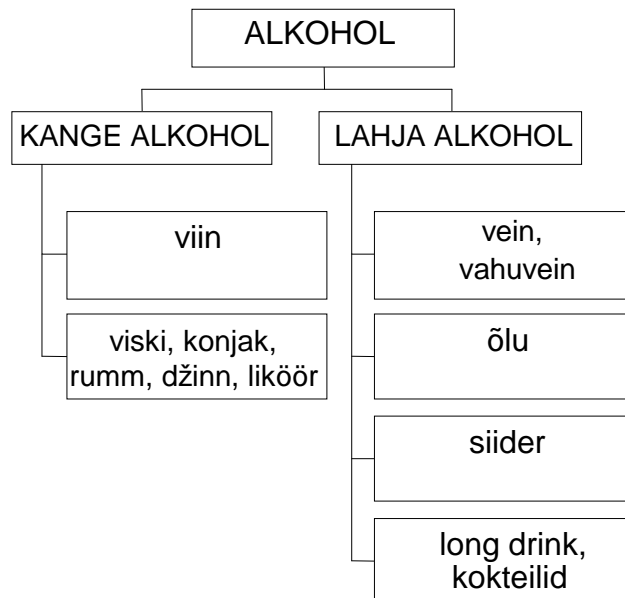 ALKOHOL
KANGE ALKOHOL
LAHJA ALKOHOL
viin
viski, konjak,
rumm, džinn, liköör
vein,
vahuvein
õlu
siider
long drink,
kokteilid